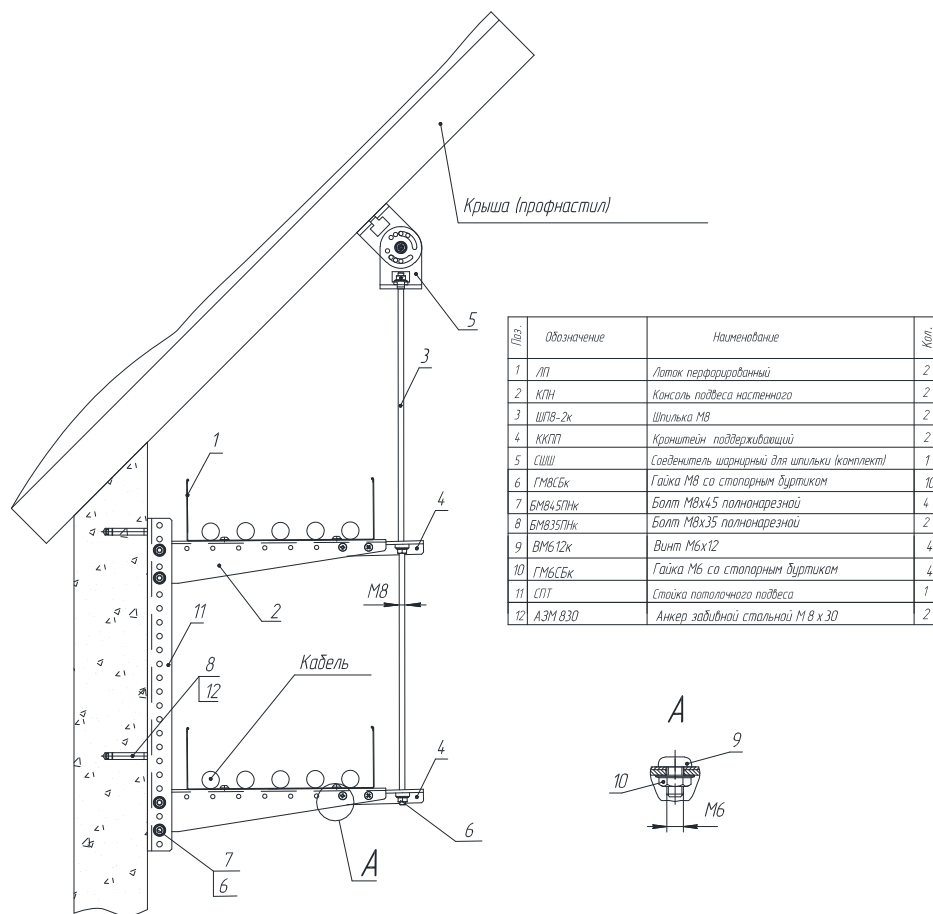 Крыша (профнастил)
5
3
1
4
2
М8
11
Кабель
8
12
4
6
7
6
А
Поз. Обозначение Наименование Кол.
1 ЛП Лоток перфорированный 2
2 КПН Консоль подвеса настенного 2
3 ШП8-2к Шпилька М8 2
4 ККПП Кронштейн поддерживающий 2
5 СШШ Соеденитель шарнирный для шпильки (комплект) 1
6 ГМ8СБк Гайка М8 со стопорным буртиком 10
7 БМ845ПНк Болт М8х45 полнонарезной 4
8 БМ835ПНк Болт М8х35 полнонарезной 2
9 ВМ612к Винт М6х12 4
10 ГМ6СБк Гайка М6 со стопорным буртиком 4
11 СПТ Стойка потолочного подвеса 1
12 АЗМ 830 Анкер забивной стальной М 8 х 30 2
А
9
10
М6